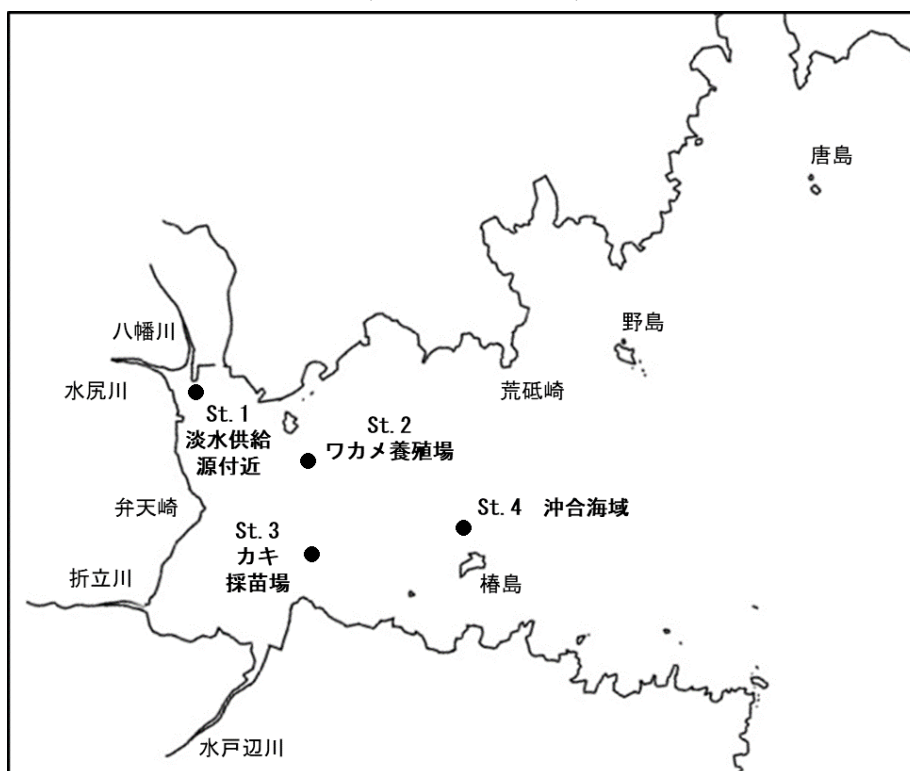 唐島
八幡川
野島
水尻川
荒砥崎
St.1
淡水供給
源付近
St.2
ワカメ養殖場
弁天崎
St.4 沖合海域
St.3
カキ
採苗場
折立川
椿島
水戸辺川